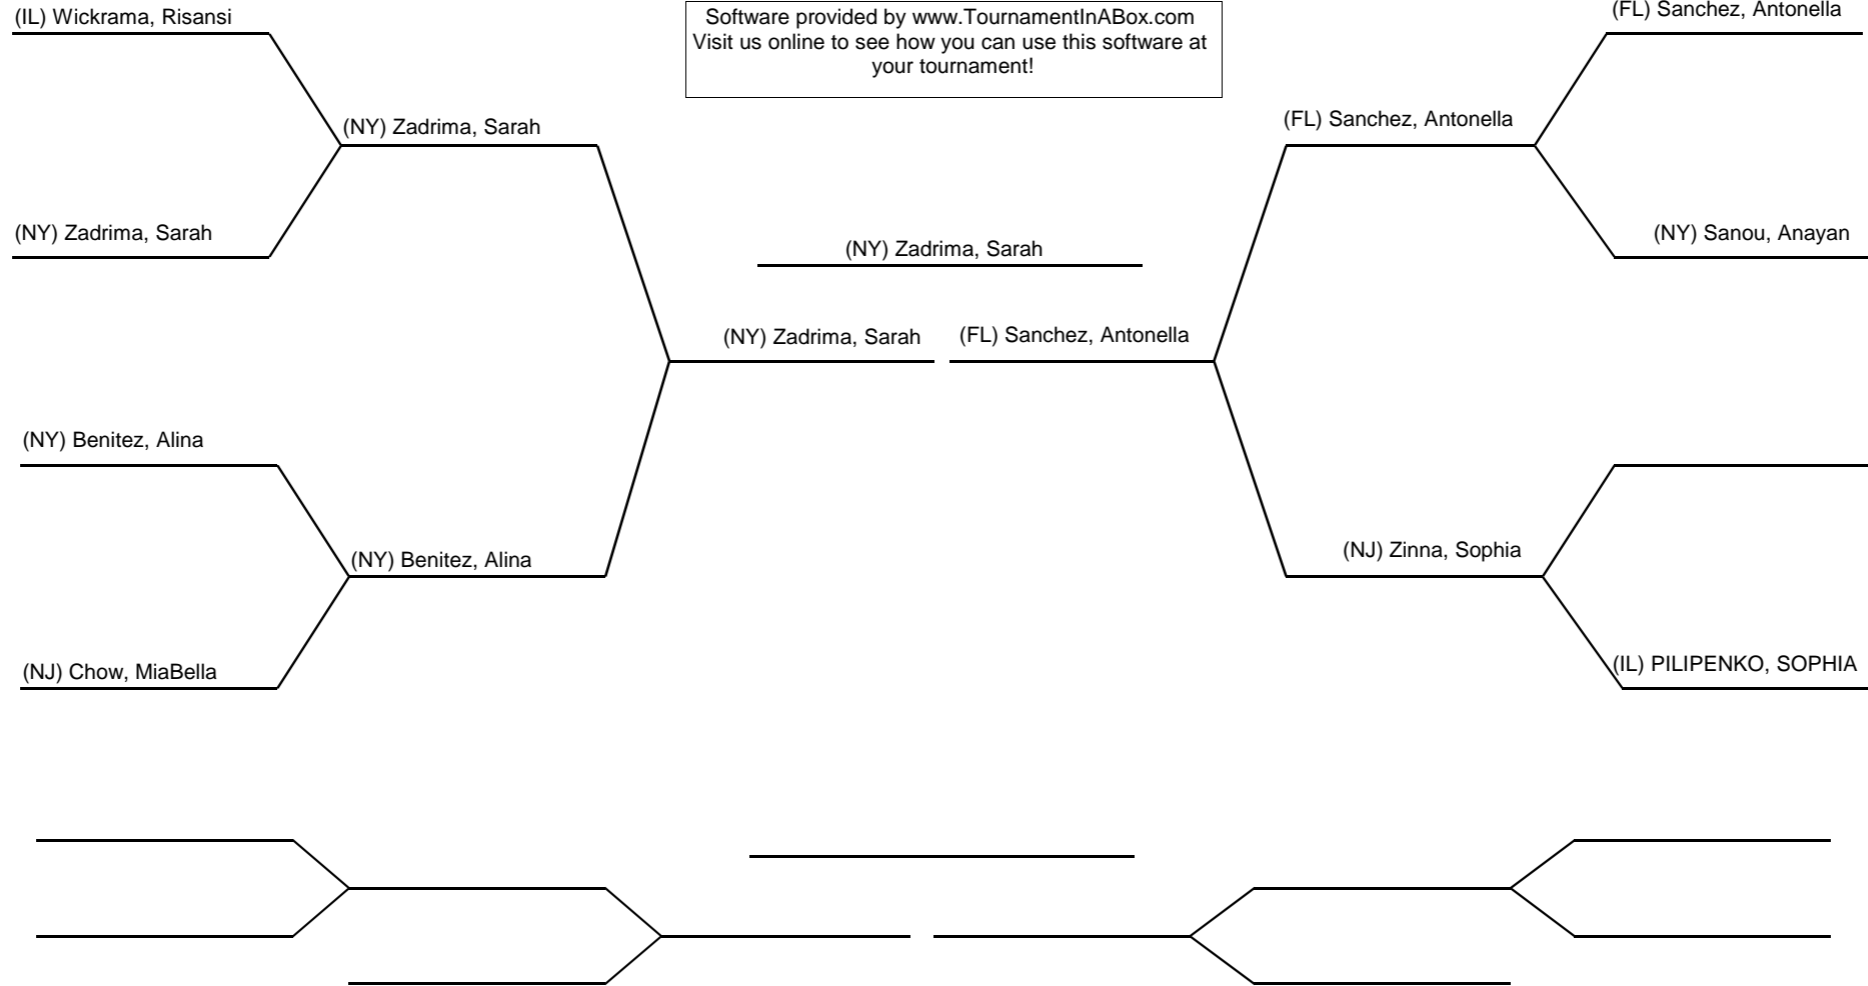 (IL) Wickrama, Risansi
Software provided by www.TournamentInABox.com
Visit us online to see how you can use this software at
your tournament!
(FL) Sanchez, Antonella
(NY) Zadrima, Sarah
(FL) Sanchez, Antonella
(NY) Zadrima, Sarah
(NY) Zadrima, Sarah
(NY) Sanou, Anayan
(NY) Zadrima, Sarah
(FL) Sanchez, Antonella
(NY) Benitez, Alina
(NY) Benitez, Alina
(NJ) Zinna, Sophia
(NJ) Chow, MiaBella
(IL) PILIPENKO, SOPHIA